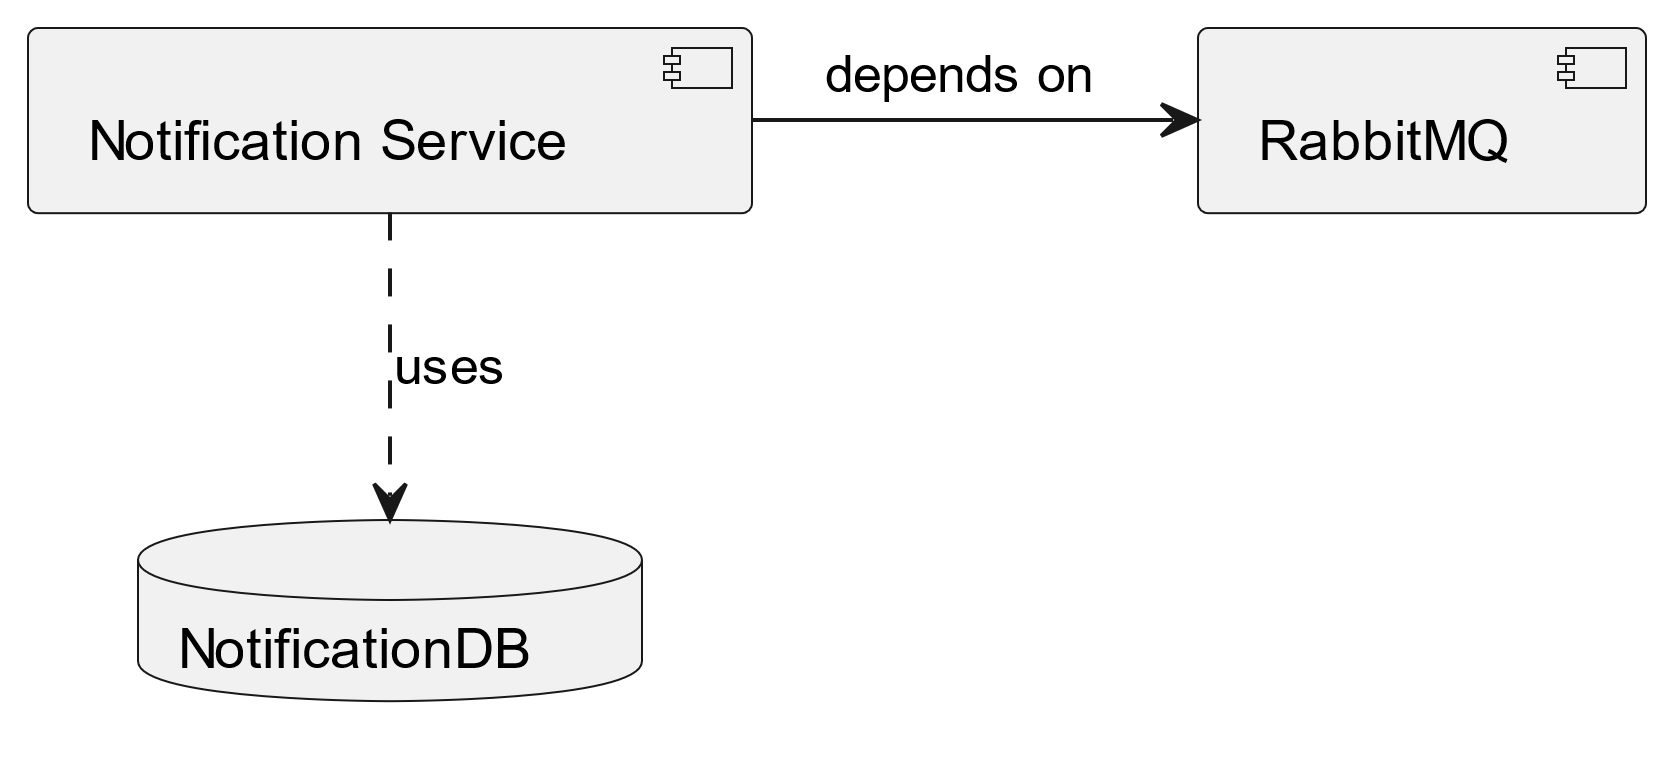 depends on
Notification Service
RabbitMQ
uses
NotificationDB